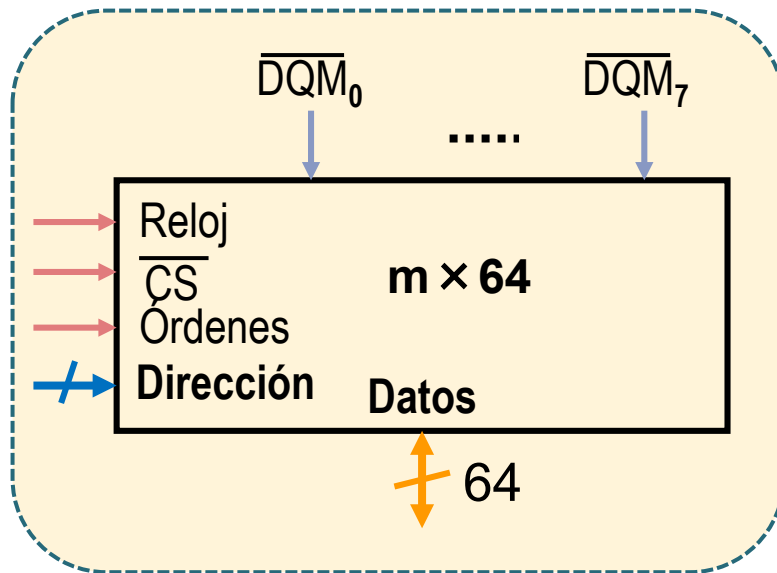 DQM0 DQM7
.....
Reloj
CS
m × 64
Órdenes
Dirección
Datos
64